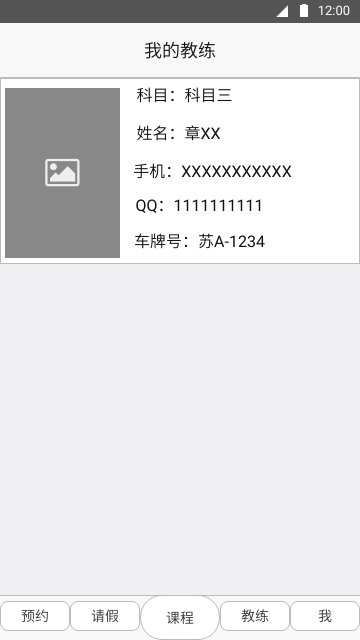 12:00
我的教练
科目：科目三
姓名：章XX
手机：XXXXXXXXXXX
QQ：1111111111
车牌号：苏A-1234
预约 请假 课程 教练 我